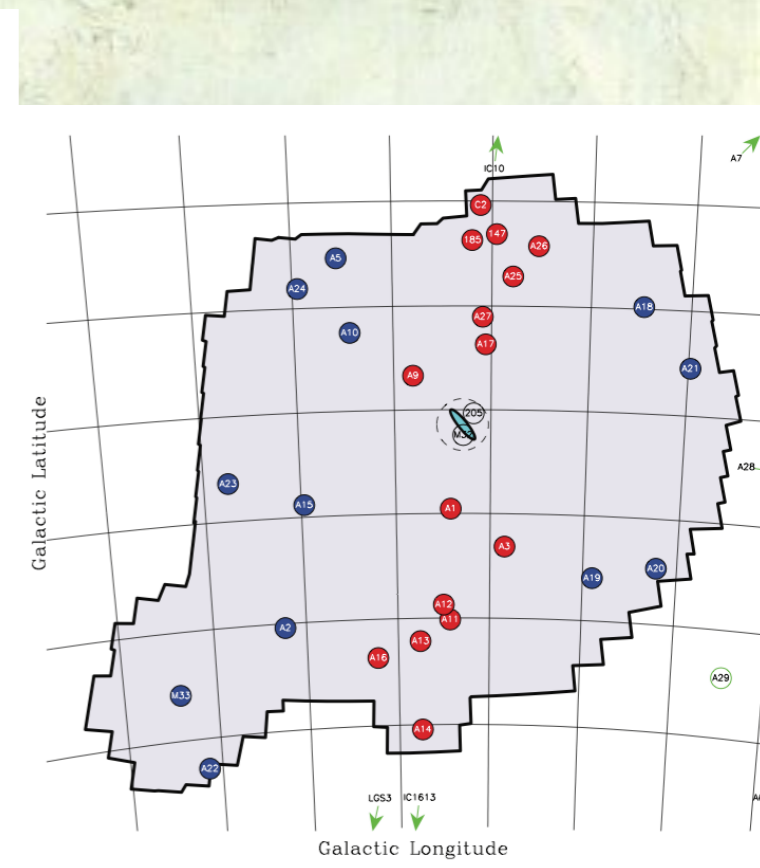 A7
IC10
C2
185
147
A26
A5
A25
A24
A18
A27
A10
A17
A21
A9
205
M32
A28
A23
A15
A1
A3
A20
A19
A12
A11
A2
A13
A16
A29
M33
A14
A22
LGS3
IC1613
Galactic Latitude
Galactic Longitude